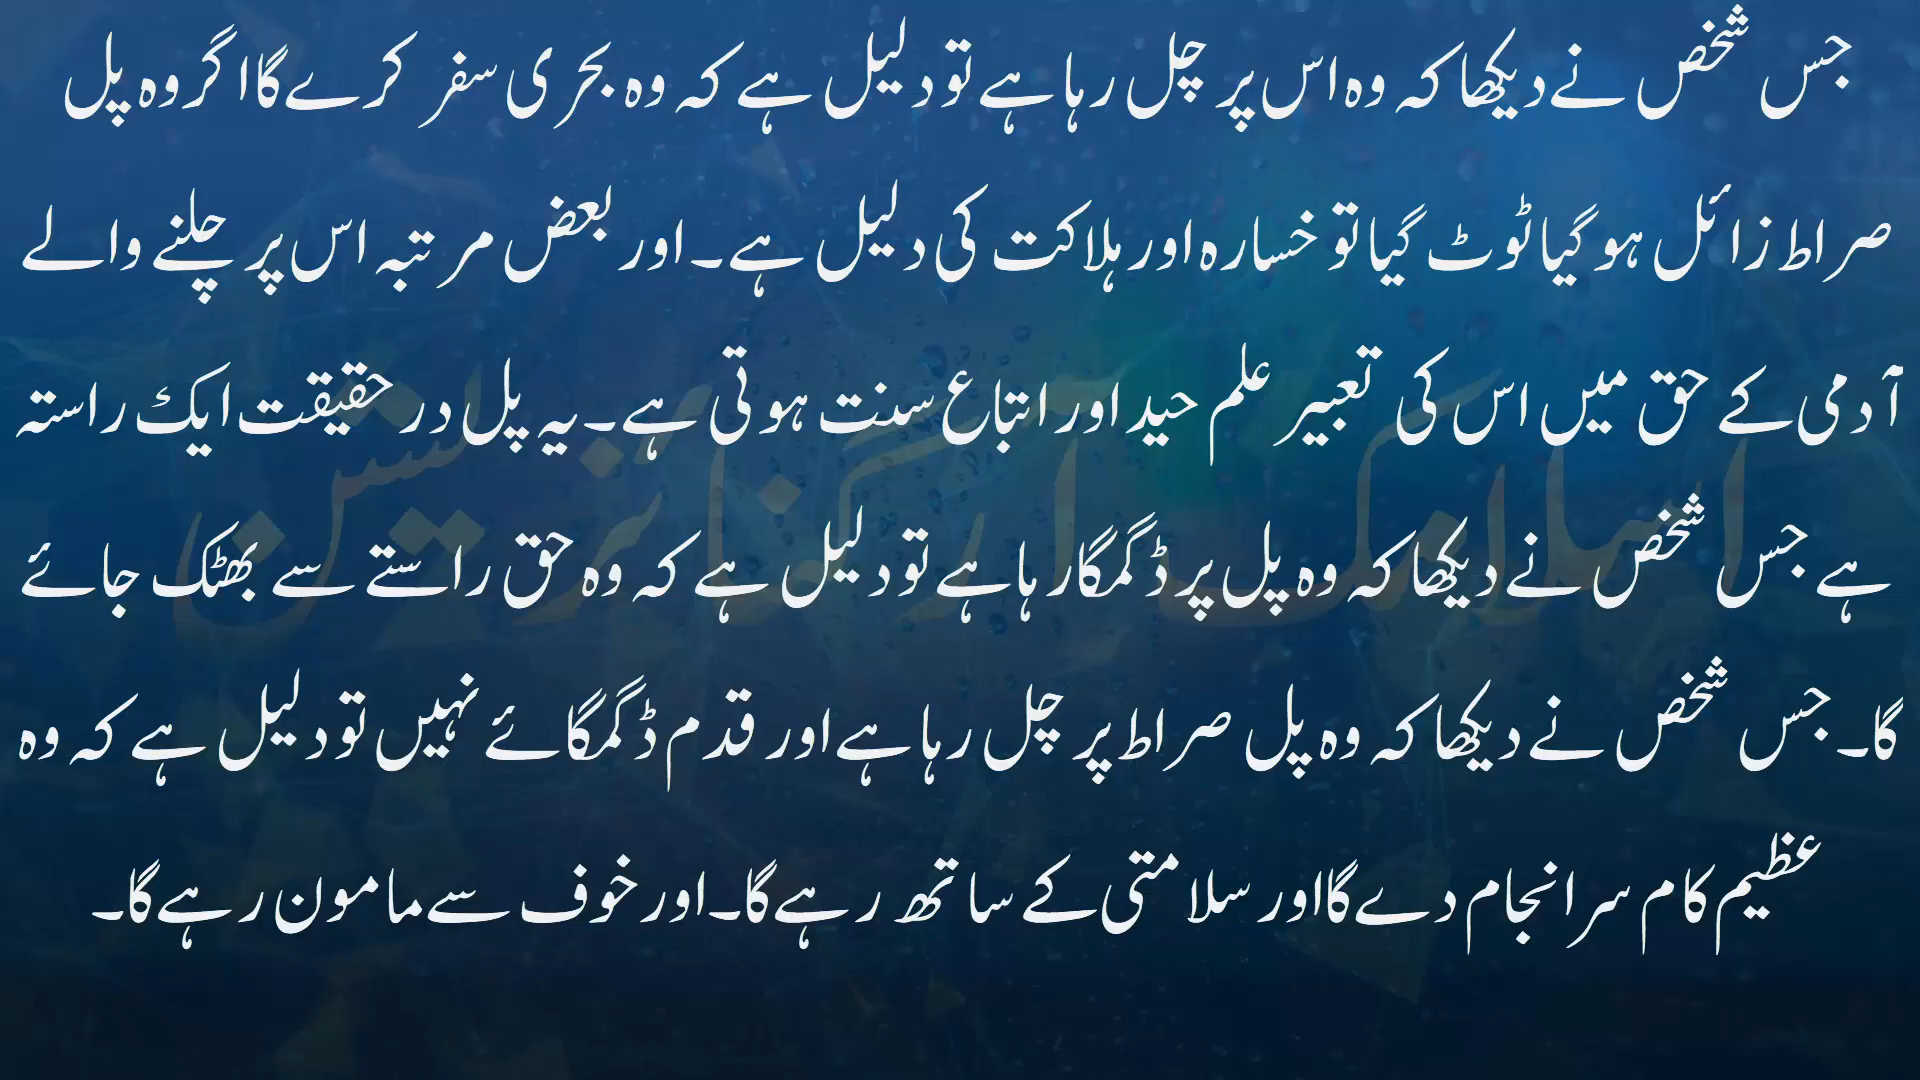 جس شخص نے دیکھا کہ وہ اس پر چل رہا ہے تو دلیل ہے کہ وہ بحری سفر کرے گا اگر وہ پل
صراط زائل ہو گیا ٹوٹ گیا تو خسارہ اور ہلاکت کی دلیل ہے۔ اور بعض مرتبہ اس پر چلنے والے
آدمی کے حق میں اس کی تعبیر علم حید اور اتباع سنت ہوتی ہے۔ یہ پل در حقیقت ایک راستہ
ہے جس شخص نے دیکھا کہ وہ پل پر ڈگمگا رہا ہے تو دلیل ہے کہ وہ حق راستے سے بھٹک جائے
گا۔ جس شخص نے دیکھا کہ وہ پل صراط پر چل رہا ہے اور قدم ڈگمگائے نہیں تو دلیل ہے کہ وہ
عظیم کام سر انجام دے گا اور سلامتی کے ساتھ رہے گا۔ اور خوف سے مامون رہے گا۔